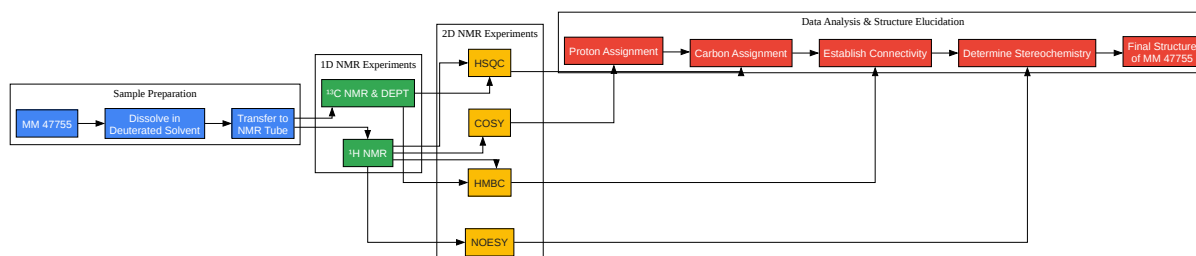 Sample Preparation
MM 47755
Dissolve in
Deuterated Solvent
Transfer to
NMR Tube
1D NMR Experiments
¹³C NMR & DEPT
¹H NMR
2D NMR Experiments
HSQC
COSY
HMBC
NOESY
Data Analysis & Structure Elucidation
Proton Assignment
Carbon Assignment
Establish Connectivity
Determine Stereochemistry
Final Structure
of MM 47755